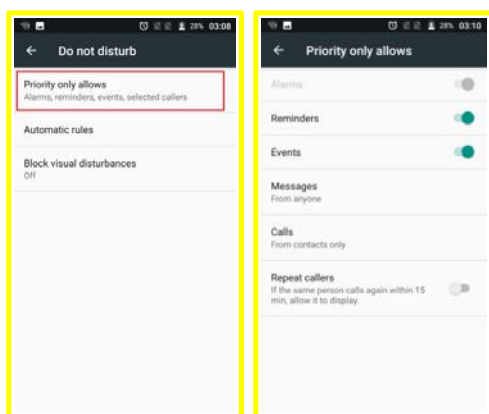 28% 03:08
Do not disturb
Priority only allows
Alarms, reminders, events, selected callers
Automatic rules
Block visual disturbances
Off
28% 03:10
Priority only allows
Alarms
Reminders
Events
Messages
From anyone
Calls
From contacts only
Repeat callers
If the same person calls again within 15
min, allow it to display.